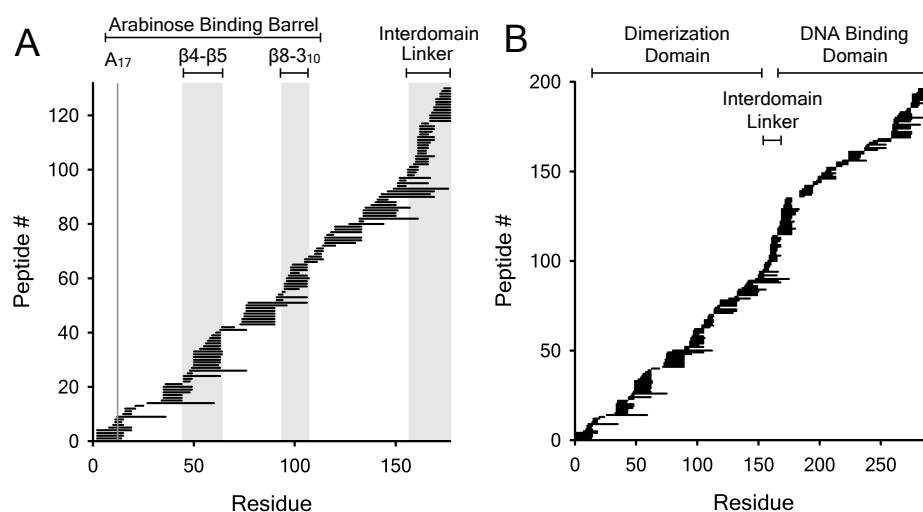 A
Arabinose Binding Barrel
A17
β4-β5
β8-310
Interdomain
Linker
Peptide #
120
100
80
60
40
20
0
0 50 100 150
Residue
B
Dimerization
Domain
DNA Binding
Domain
Interdomain
Linker
Peptide #
200
150
100
50
0
0 50 100 150 200 250
Residue